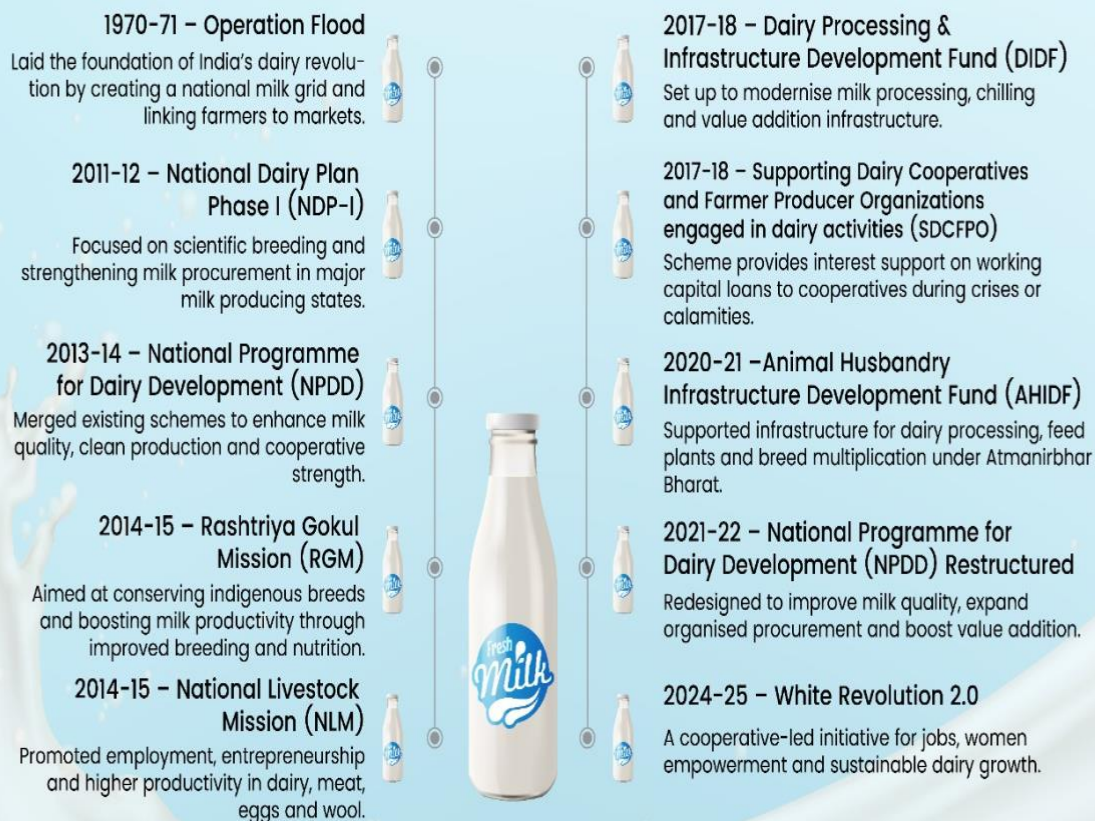 1970-71 – Operation Flood
Laid the foundation of India's dairy revolu-
tion by creating a national milk grid and
linking farmers to markets.
2011-12 – National Dairy Plan
Phase I (NDP-I)
Focused on scientific breeding and
strengthening milk procurement in major
milk producing states.
2013-14 – National Programme
for Dairy Development (NPDD)
Merged existing schemes to enhance milk
quality, clean production and cooperative
strength.
2014-15 – Rashtriya Gokul
Mission (RGM)
Aimed at conserving indigenous breeds
and boosting milk productivity through
improved breeding and nutrition.
2014-15 – National Livestock
Mission (NLM)
Promoted employment, entrepreneurship
and higher productivity in dairy, meat,
eggs and wool.
Fresh
Milk
2017-18 – Dairy Processing &
Infrastructure Development Fund (DIDF)
Set up to modernise milk processing, chilling
and value addition infrastructure.
2017-18 – Supporting Dairy Cooperatives
and Farmer Producer Organizations
engaged in dairy activities (SDCFPO)
Scheme provides interest support on working
capital loans to cooperatives during crises or
calamities.
2020-21 –Animal Husbandry
Infrastructure Development Fund (AHIDF)
Supported infrastructure for dairy processing, feed
plants and breed multiplication under Atmanirbhar
Bharat.
2021-22 – National Programme for
Dairy Development (NPDD) Restructured
Redesigned to improve milk quality, expand
organised procurement and boost value addition.
2024-25 – White Revolution 2.0
A cooperative-led initiative for jobs, women
empowerment and sustainable dairy growth.